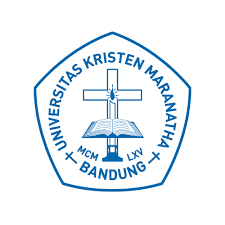 UNIVERSITAS KRISTEN MARANATHA
MCM LXV
BANDUNG